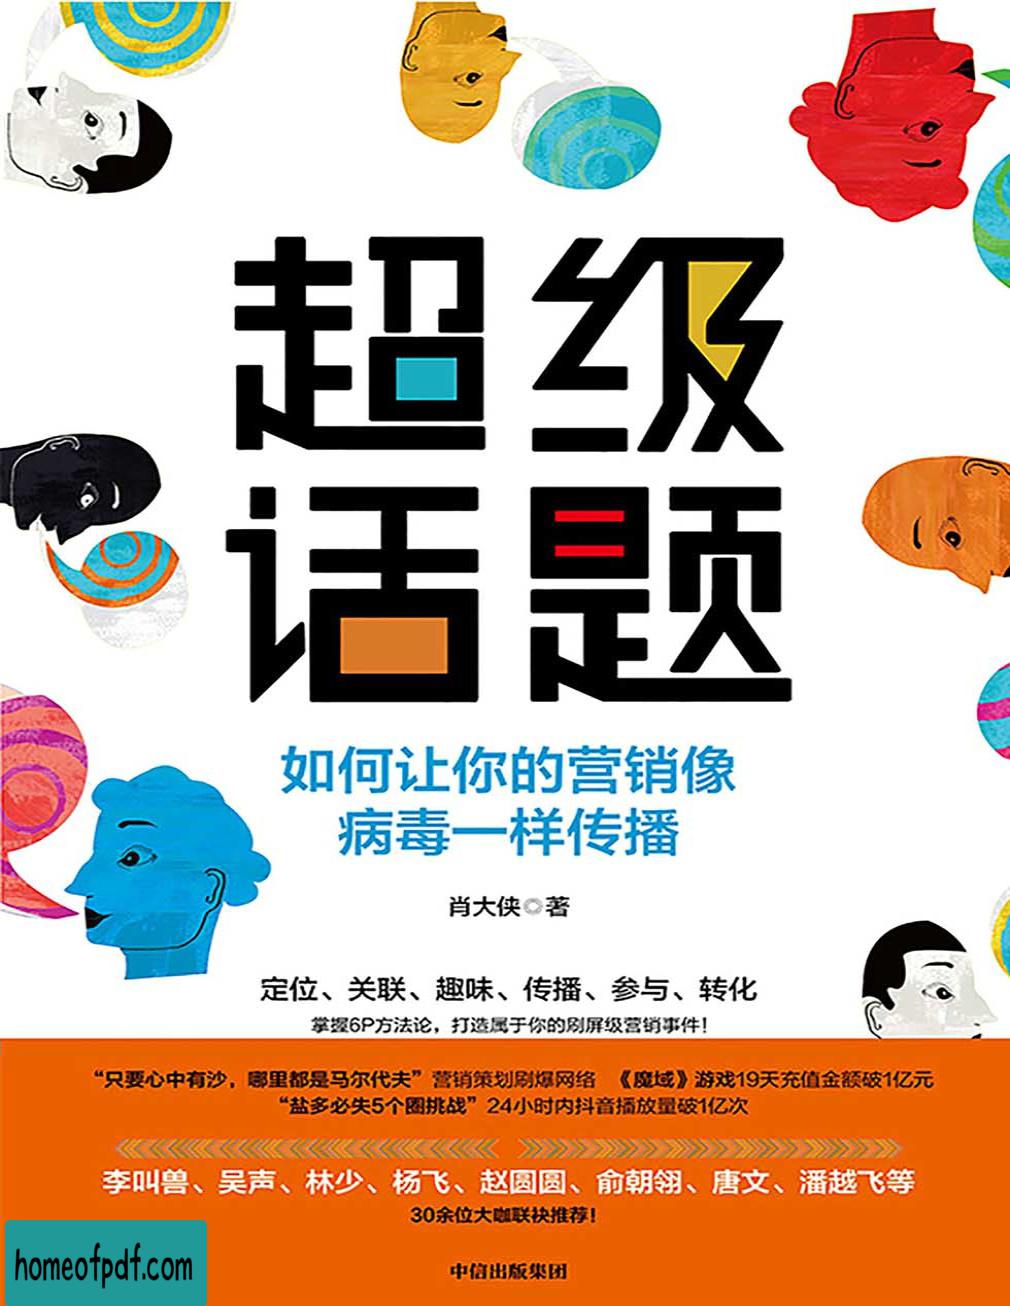 超级
话题
如何让你的营销像
病毒一样传播
肖大侠◎著
定位、关联、趣味、传播、参与、转化
掌握6P方法论，打造属于你的刷屏级营销事件！
“只要心中有沙，哪里都是马尔代夫”营销策划刷爆网络 《魔域》游戏19天充值金额破1亿元
“盐多必失5个圈挑战”24小时内抖音播放量破1亿次
李叫兽、吴声、林少、杨飞、赵圆圆、俞朝翎、唐文、潘越飞等
30余位大咖联袂推荐！
homeofpdf.com
中信出版集团